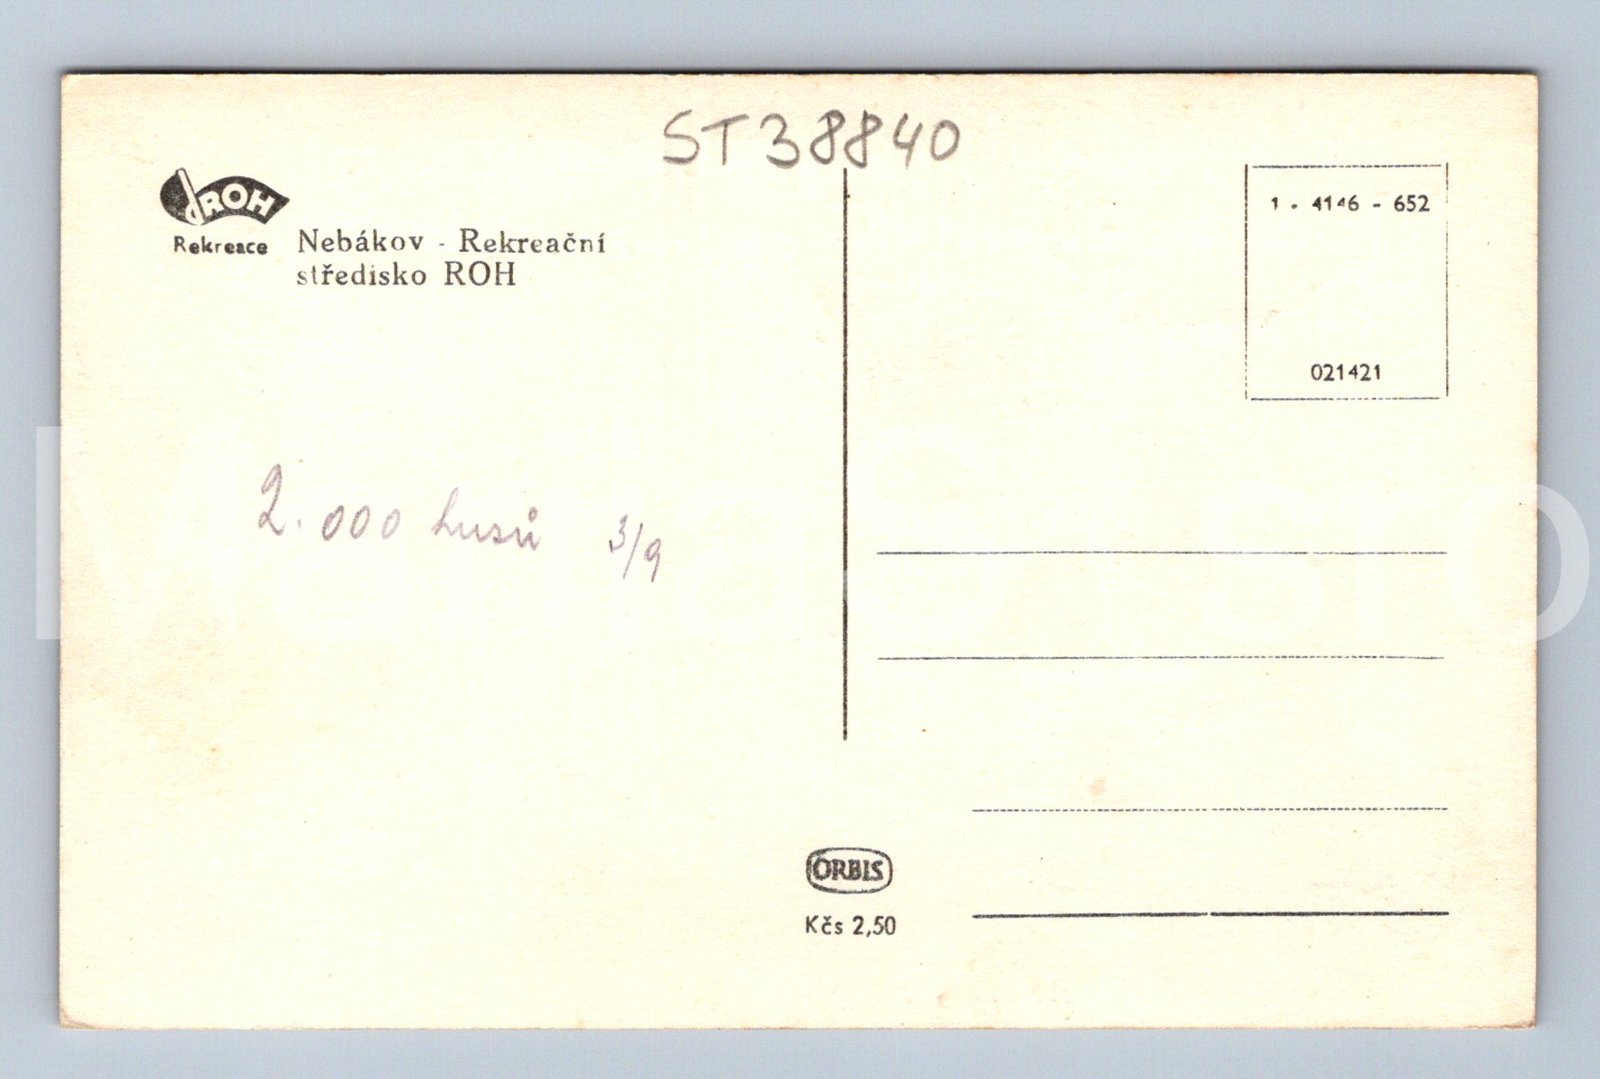 ST38840
ROH
Rekreace
Nebákov - Rekreační
středisko ROH
1 - 4146 - 652
021421
2.000 kusů 3/9
ORBIS
Kčs 2,50